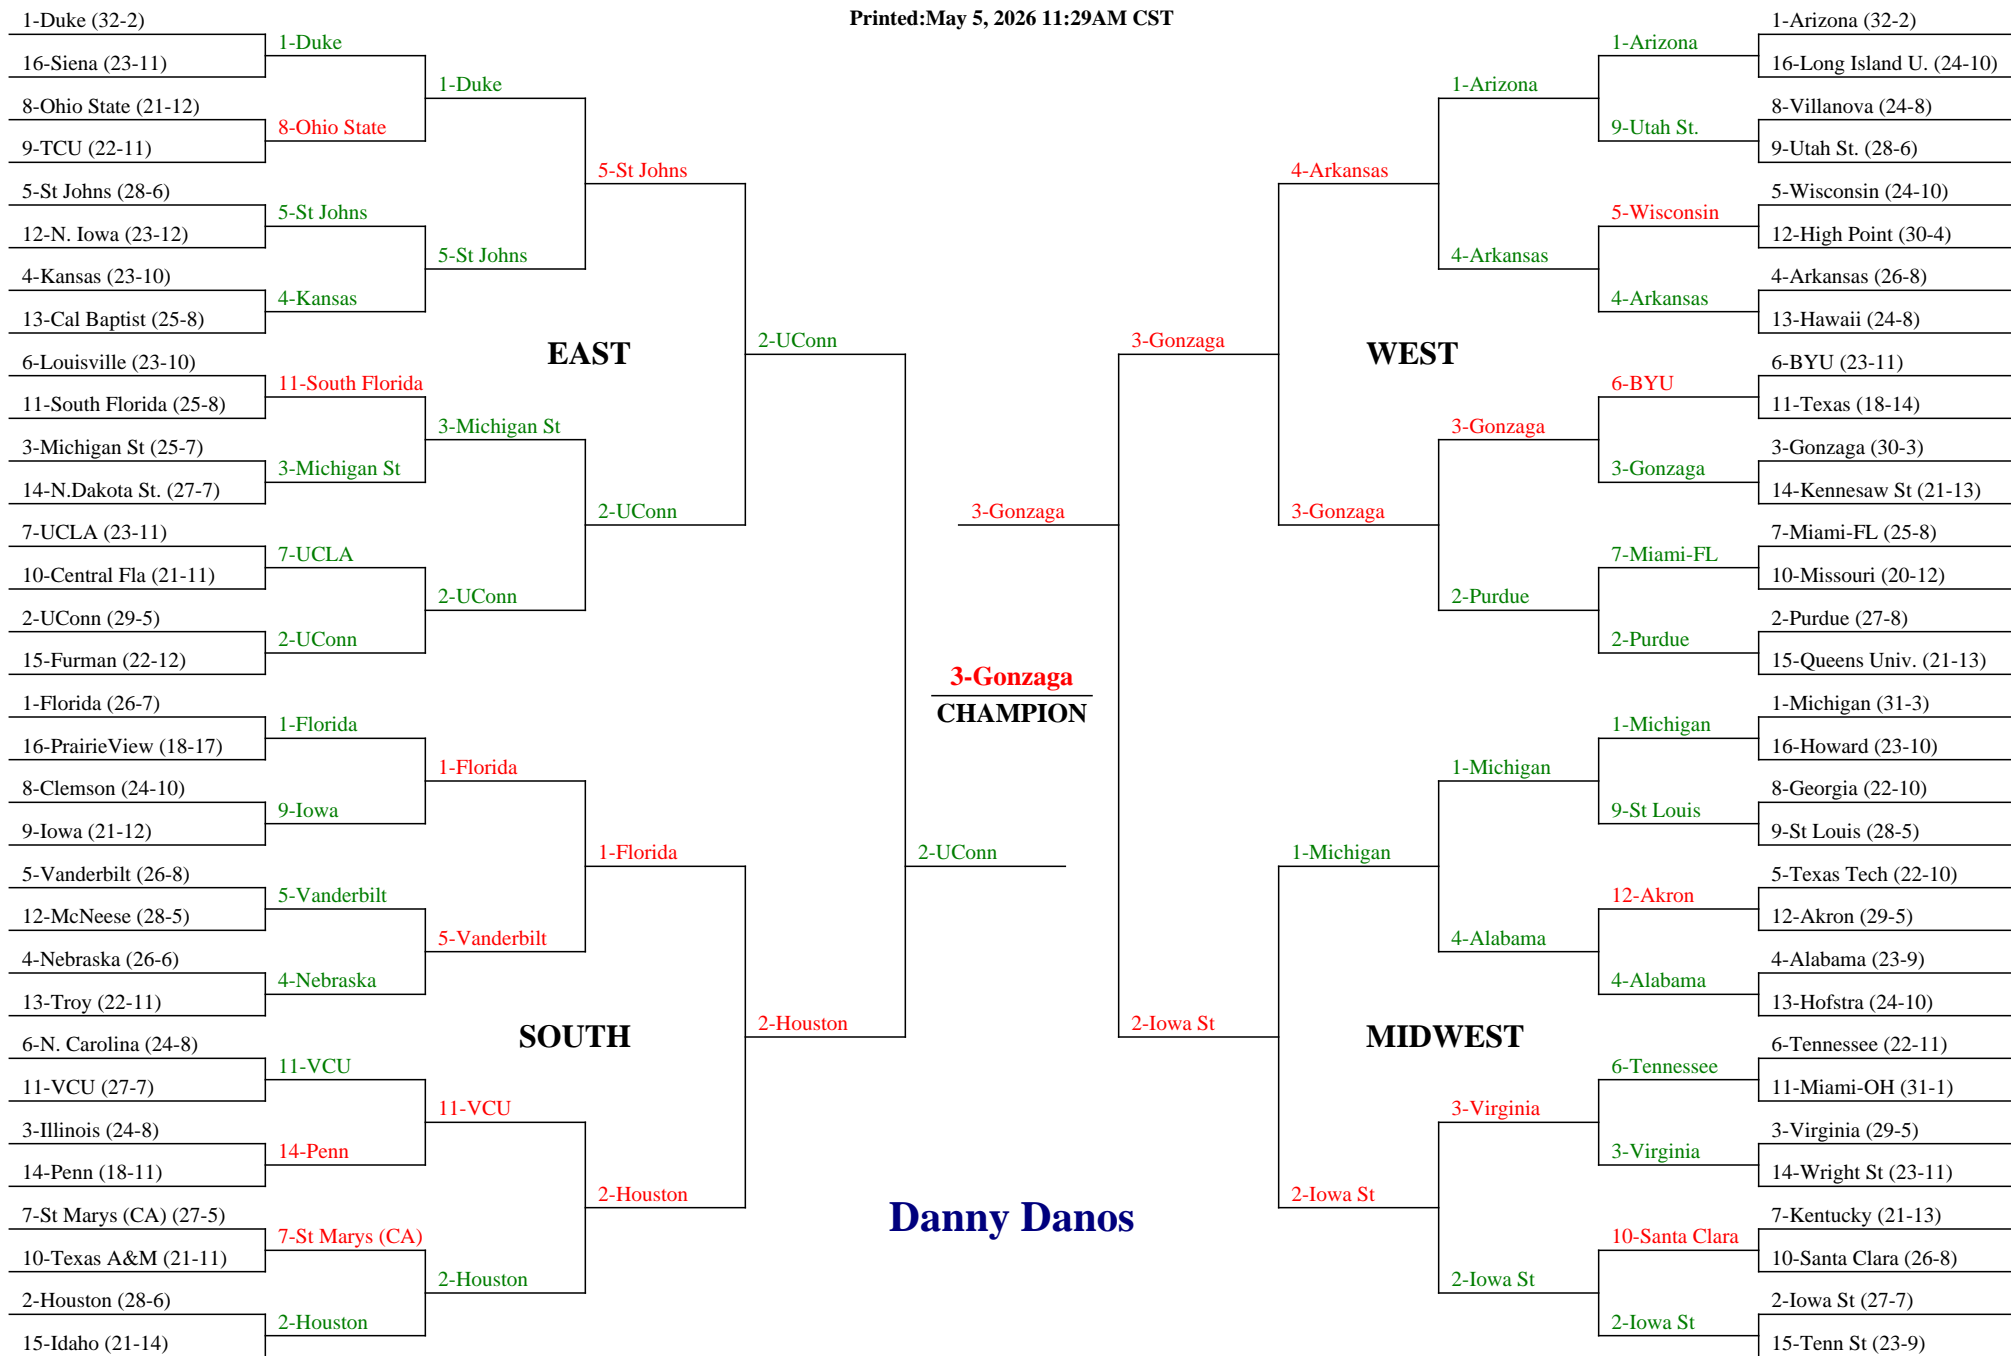 Printed:May 5, 2026 11:29AM CST
1-Duke (32-2)
16-Siena (23-11)
8-Ohio State (21-12)
9-TCU (22-11)
5-St Johns (28-6)
12-N. Iowa (23-12)
4-Kansas (23-10)
13-Cal Baptist (25-8)
6-Louisville (23-10)
11-South Florida (25-8)
3-Michigan St (25-7)
14-N.Dakota St. (27-7)
7-UCLA (23-11)
10-Central Fla (21-11)
2-UConn (29-5)
15-Furman (22-12)
1-Florida (26-7)
16-PrairieView (18-17)
8-Clemson (24-10)
9-Iowa (21-12)
5-Vanderbilt (26-8)
12-McNeese (28-5)
4-Nebraska (26-6)
13-Troy (22-11)
6-N. Carolina (24-8)
11-VCU (27-7)
3-Illinois (24-8)
14-Penn (18-11)
7-St Marys (CA) (27-5)
10-Texas A&M (21-11)
2-Houston (28-6)
15-Idaho (21-14)
1-Duke
8-Ohio State
5-St Johns
4-Kansas
11-South Florida
3-Michigan St
7-UCLA
2-UConn
1-Florida
9-Iowa
5-Vanderbilt
4-Nebraska
11-VCU
14-Penn
7-St Marys (CA)
2-Houston
1-Duke
5-St Johns
3-Michigan St
2-UConn
1-Florida
5-Vanderbilt
11-VCU
2-Houston
5-St Johns
EAST
2-UConn
1-Florida
SOUTH
2-Houston
2-UConn
2-Houston
2-UConn
3-Gonzaga
3-Gonzaga
CHAMPION
Danny Danos
3-Gonzaga
2-Iowa St
4-Arkansas
WEST
3-Gonzaga
1-Michigan
MIDWEST
2-Iowa St
1-Arizona
4-Arkansas
3-Gonzaga
2-Purdue
1-Michigan
4-Alabama
3-Virginia
2-Iowa St
1-Arizona
9-Utah St.
5-Wisconsin
4-Arkansas
6-BYU
3-Gonzaga
7-Miami-FL
2-Purdue
1-Michigan
9-St Louis
12-Akron
4-Alabama
6-Tennessee
3-Virginia
10-Santa Clara
2-Iowa St
1-Arizona (32-2)
16-Long Island U. (24-10)
8-Villanova (24-8)
9-Utah St. (28-6)
5-Wisconsin (24-10)
12-High Point (30-4)
4-Arkansas (26-8)
13-Hawaii (24-8)
6-BYU (23-11)
11-Texas (18-14)
3-Gonzaga (30-3)
14-Kennesaw St (21-13)
7-Miami-FL (25-8)
10-Missouri (20-12)
2-Purdue (27-8)
15-Queens Univ. (21-13)
1-Michigan (31-3)
16-Howard (23-10)
8-Georgia (22-10)
9-St Louis (28-5)
5-Texas Tech (22-10)
12-Akron (29-5)
4-Alabama (23-9)
13-Hofstra (24-10)
6-Tennessee (22-11)
11-Miami-OH (31-1)
3-Virginia (29-5)
14-Wright St (23-11)
7-Kentucky (21-13)
10-Santa Clara (26-8)
2-Iowa St (27-7)
15-Tenn St (23-9)